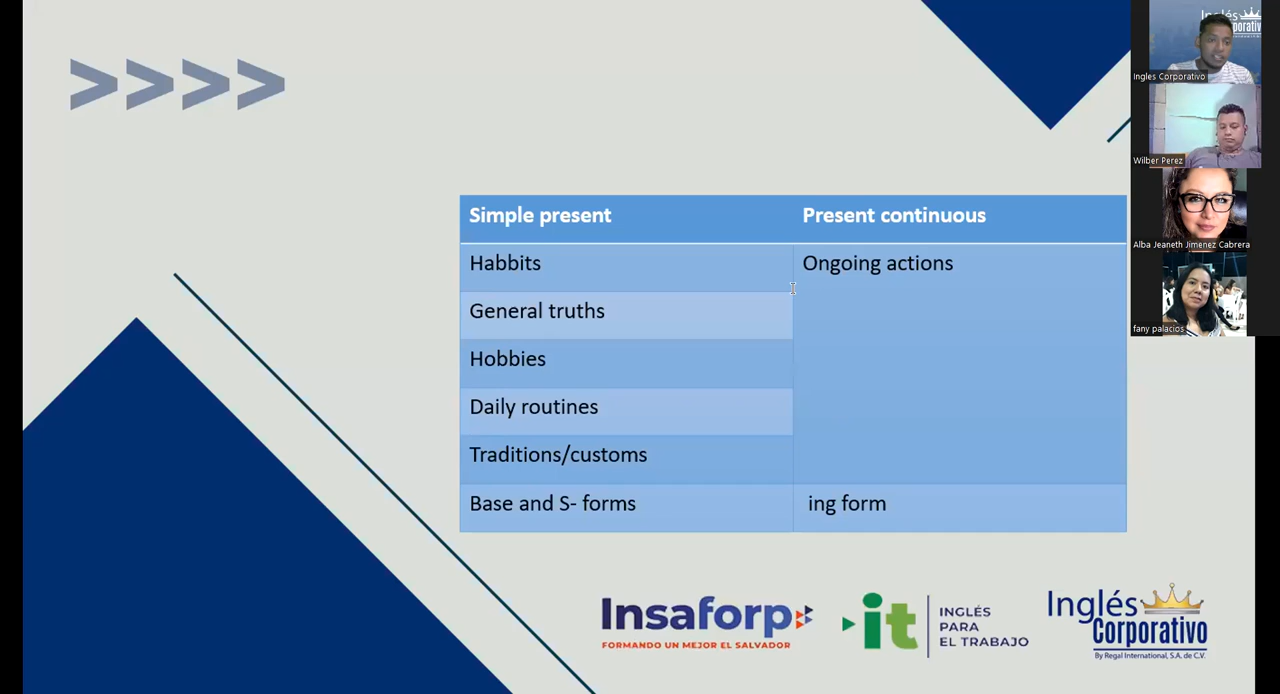 >>>>
Simple present
Present continuous
Habbits
Ongoing actions
General truths
Hobbies
Daily routines
Traditions/customs
Base and S- forms
ing form
Insaforp
FORMANDO UN MEJOR EL SALVADOR
it
INGLÉS
PARA
EL TRABAJO
Inglés
Corporativo
By Regal International, S.A. de C.V.
Inglés
Ingles Corporativo
Wilber Perez
Alba Jeaneth Jimenez Cabrera
fany palacios